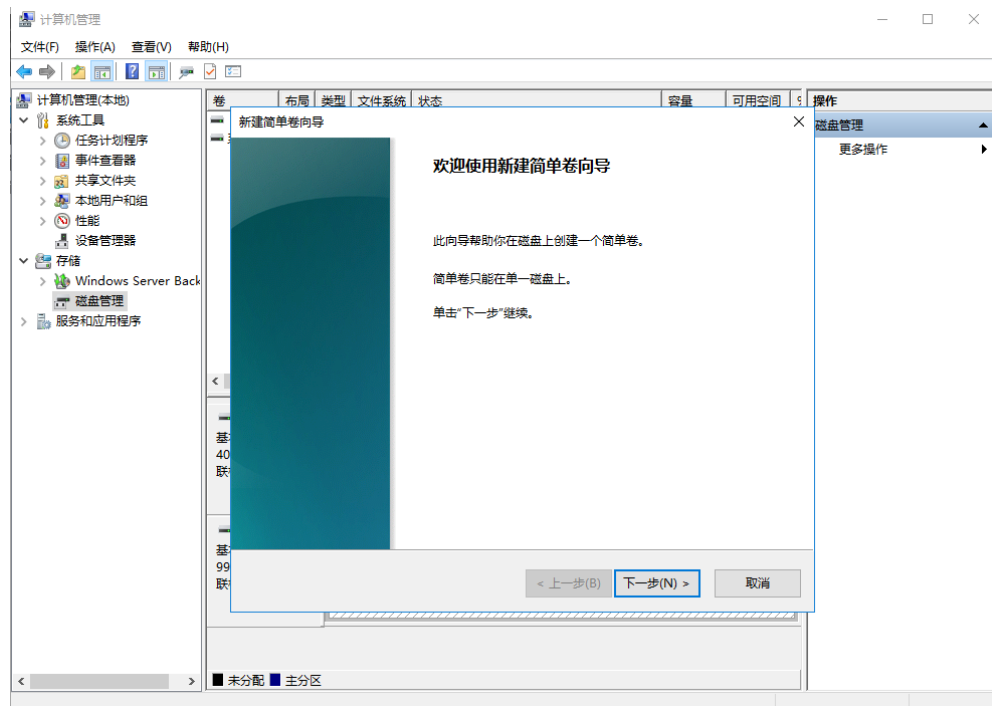 计算机管理
文件(F) 操作(A) 查看(V) 帮助(H)
计算机管理(本地)
系统工具
任务计划程序
事件查看器
共享文件夹
本地用户和组
性能
设备管理器
存储
Windows Server Back
磁盘管理
服务和应用程序
卷 布局 类型 文件系统 状态 容量 可用空间
新建简单卷向导
欢迎使用新建简单卷向导
此向导帮助你在磁盘上创建一个简单卷。
简单卷只能在单一磁盘上。
单击"下一步"继续。
< 上一步(B) 下一步(N) > 取消
基
40
联
基
99
联
未分配 主分区
操作
磁盘管理
更多操作